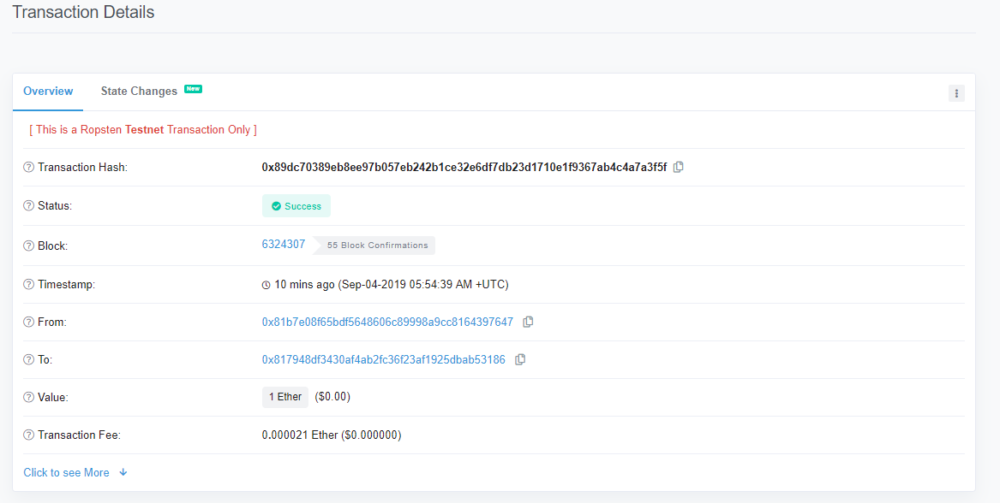 Transaction Details
Overview State Changes New
[ This is a Ropsten Testnet Transaction Only ]
Transaction Hash: 0x89dc70389eb8ee97b057eb242b1ce32e6df7db23d1710e1f9367ab4c4a7a3f5f
Status: Success
Block: 6324307 55 Block Confirmations
Timestamp: 10 mins ago (Sep-04-2019 05:54:39 AM +UTC)
From: 0x81b7e08f65bdf5648606c89998a9cc8164397647
To: 0x817948df3430af4ab2fc36f23af1925dbab53186
Value: 1 Ether ($0.00)
Transaction Fee: 0.000021 Ether ($0.000000)
Click to see More